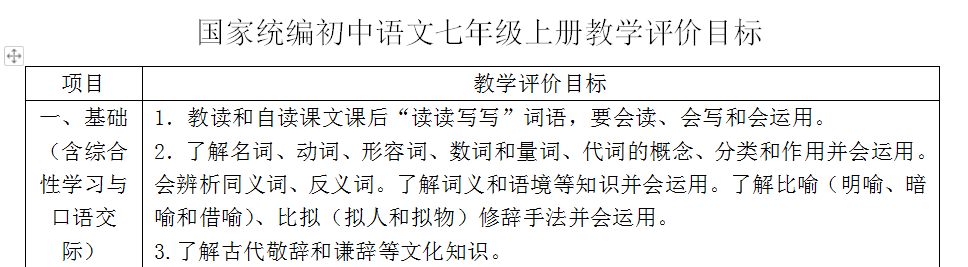 国家统编初中语文七年级上册教学评价目标
项目 教学评价目标
一、基础 1．教读和自读课文课后“读读写写”词语，要会读、会写和会运用。
（含综合 2．了解名词、动词、形容词、数词和量词、代词的概念、分类和作用并会运用。
性学习与 会辨析同义词、反义词。了解词义和语境等知识并会运用。了解比喻（明喻、暗
口语交 喻和借喻）、比拟（拟人和拟物）修辞手法并会运用。
际） 3.了解古代敬辞和谦辞等文化知识。